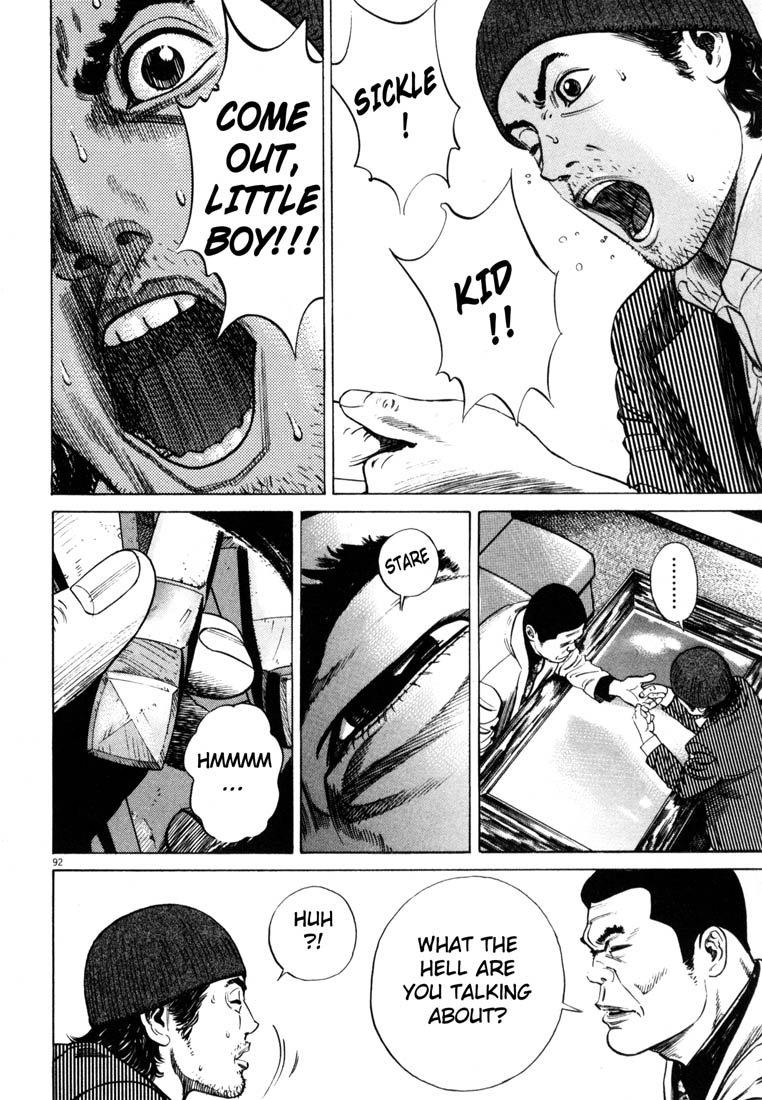 SICKLE
!
KID
!!
COME
OUT,
LITTLE
BOY!!!
........
STARE
HMMMM
...
92
WHAT THE
HELL ARE
YOU TALKING
ABOUT?
HUH
?!